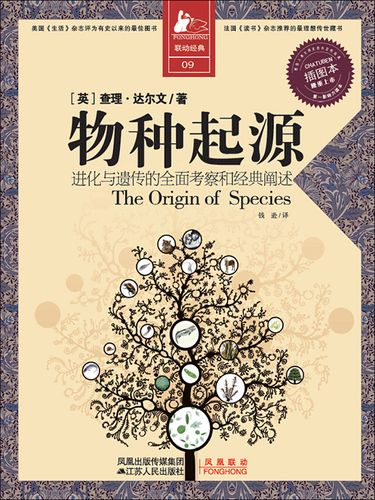 美国《生活》杂志评为有史以来的最佳图书
法国《读书》杂志推荐的最理想传世藏书
FONGHONG
联动经典
09
CHATUBEN
插图本
[英]查理·达尔文/著
物种起源
进化与遗传的全面考察和经典阐述
The Origin of Species
钱逊/译
凤凰出版传媒集团
江苏人民出版社
凤凰联动
FONGHONG